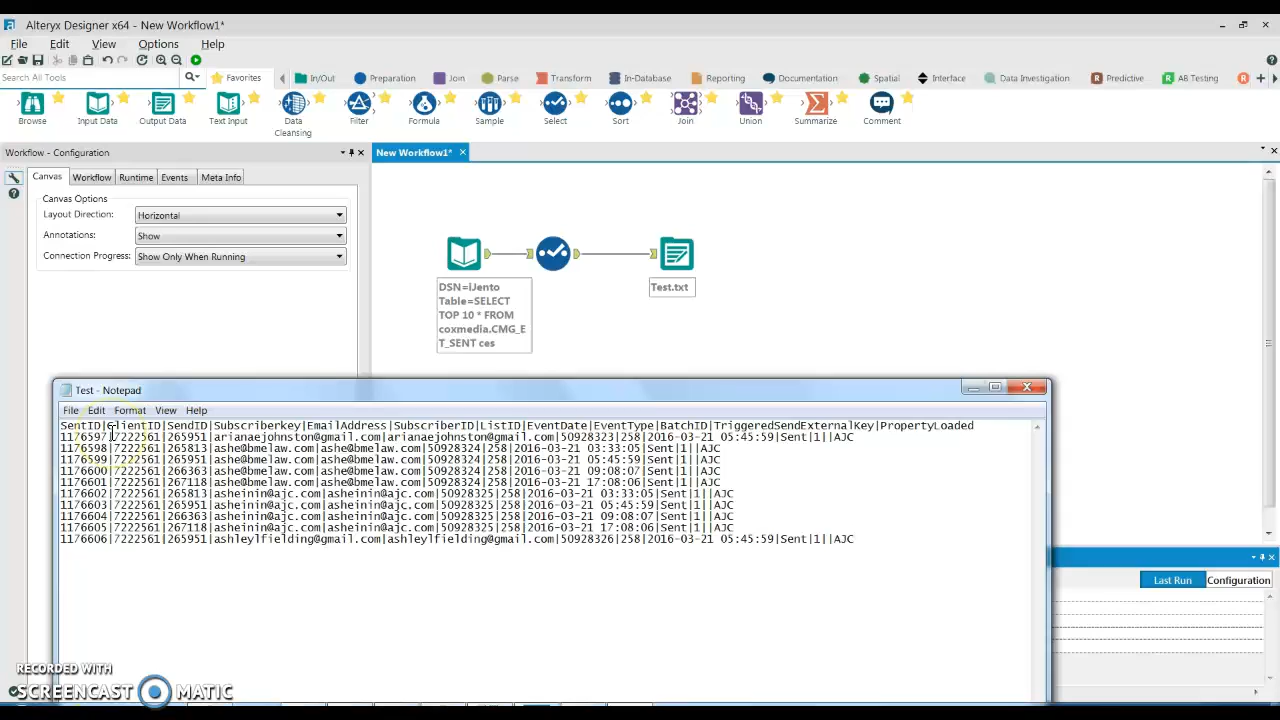 Alteryx Designer x64 - New Workflow1*
File Edit View Options Help
Search All Tools Favorites In/Out Preparation Join Parse Transform In-Database Reporting Documentation Spatial Interface Data Investigation Predictive AB Testing
Browse Input Data Output Data Text Input Data Cleansing Filter Formula Sample Select Sort Join Union Summarize Comment
Workflow - Configuration
New Workflow1*
Canvas Workflow Runtime Events Meta Info
Canvas Options
Layout Direction: Horizontal
Annotations: Show
Connection Progress: Show Only When Running
DSN=iJento
Table=SELECT
TOP 10 * FROM
coxmedia.CMG_E
T_SENT ces
Test.txt
Test - Notepad
File Edit Format View Help
SentID|ClientID|SendID|Subscriberkey|EmailAddress|SubscriberID|ListID|EventDate|EventType|BatchID|TriggeredSendExternalKey|PropertyLoaded
1176597|7222561|265951|arianaejohnston@gmail.com|arianaejohnston@gmail.com|50928323|258|2016-03-21 05:45:59|Sent|1||AJC
1176598|7222561|265813|ashe@bmelaw.com|ashe@bmelaw.com|50928324|258|2016-03-21 03:33:05|Sent|1||AJC
1176599|7222561|265951|ashe@bmelaw.com|ashe@bmelaw.com|50928324|258|2016-03-21 05:45:59|Sent|1||AJC
1176600|7222561|266363|ashe@bmelaw.com|ashe@bmelaw.com|50928324|258|2016-03-21 09:08:07|Sent|1||AJC
1176601|7222561|267118|ashe@bmelaw.com|ashe@bmelaw.com|50928324|258|2016-03-21 17:08:06|Sent|1||AJC
1176602|7222561|265813|asheinin@ajc.com|asheinin@ajc.com|50928325|258|2016-03-21 03:33:05|Sent|1||AJC
1176603|7222561|265951|asheinin@ajc.com|asheinin@ajc.com|50928325|258|2016-03-21 05:45:59|Sent|1||AJC
1176604|7222561|266363|asheinin@ajc.com|asheinin@ajc.com|50928325|258|2016-03-21 09:08:07|Sent|1||AJC
1176605|7222561|267118|asheinin@ajc.com|asheinin@ajc.com|50928325|258|2016-03-21 17:08:06|Sent|1||AJC
1176606|7222561|265951|ashleylfielding@gmail.com|ashleylfielding@gmail.com|50928326|258|2016-03-21 05:45:59|Sent|1||AJC
Last Run Configuration
RECORDED WITH
SCREENCAST MATIC